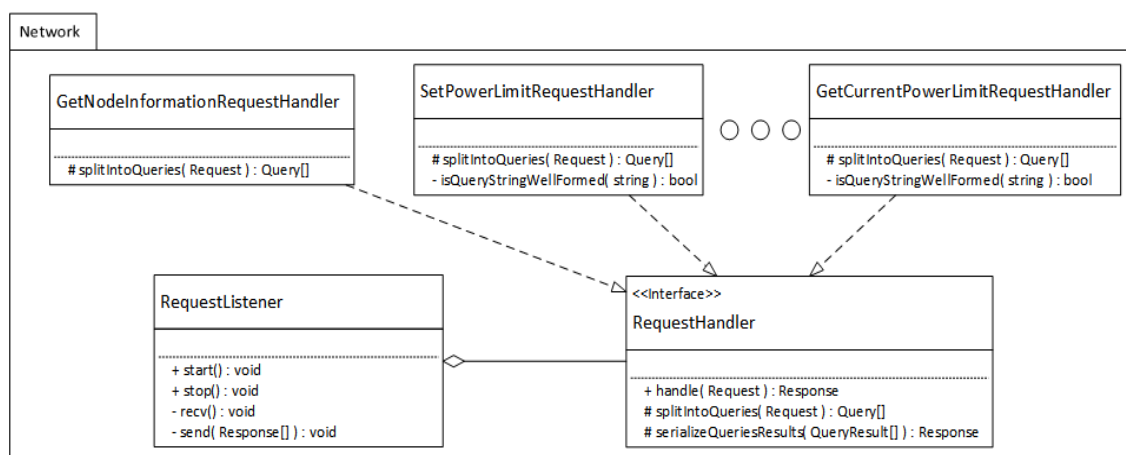 Network
GetNodeInformationRequestHandler
# splitIntoQueries( Request ) : Query[]
SetPowerLimitRequestHandler
# splitIntoQueries( Request ) : Query[]
- isQueryStringWellFormed( string ) : bool
GetCurrentPowerLimitRequestHandler
# splitIntoQueries( Request ) : Query[]
- isQueryStringWellFormed( string ) : bool
RequestListener
+ start() : void
+ stop() : void
- recv() : void
- send( Response[] ) : void
<<Interface>>
RequestHandler
+ handle( Request ) : Response
# splitIntoQueries( Request ) : Query[]
# serializeQueriesResults( QueryResult[] ) : Response